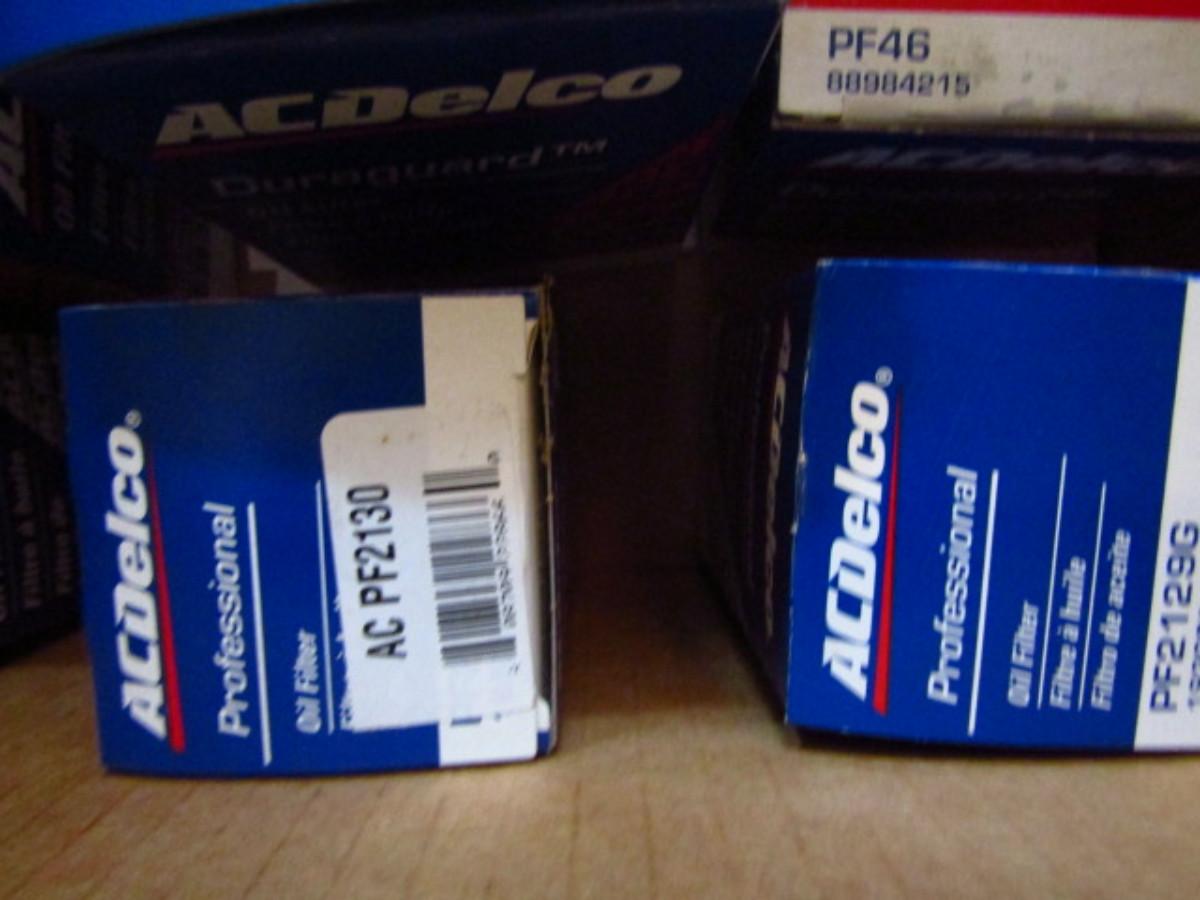 ACDelco
Duraguard™
PF46
88984215
ACDelco
ACDelco®
Professional
Oil Filter
AC PF2130
ACDelco®
Professional
Oil Filter
Filtre à huile
Filtro de aceite
PF2129G